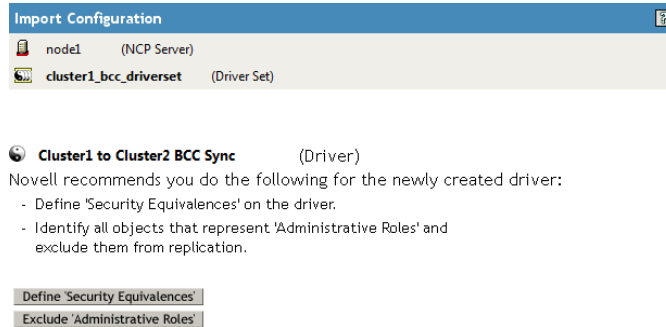 Import Configuration ?
node1 (NCP Server)
cluster1_bcc_driverset (Driver Set)
Cluster1 to Cluster2 BCC Sync (Driver)
Novell recommends you do the following for the newly created driver:
- Define 'Security Equivalences' on the driver.
- Identify all objects that represent 'Administrative Roles' and
exclude them from replication.
Define 'Security Equivalences'
Exclude 'Administrative Roles'